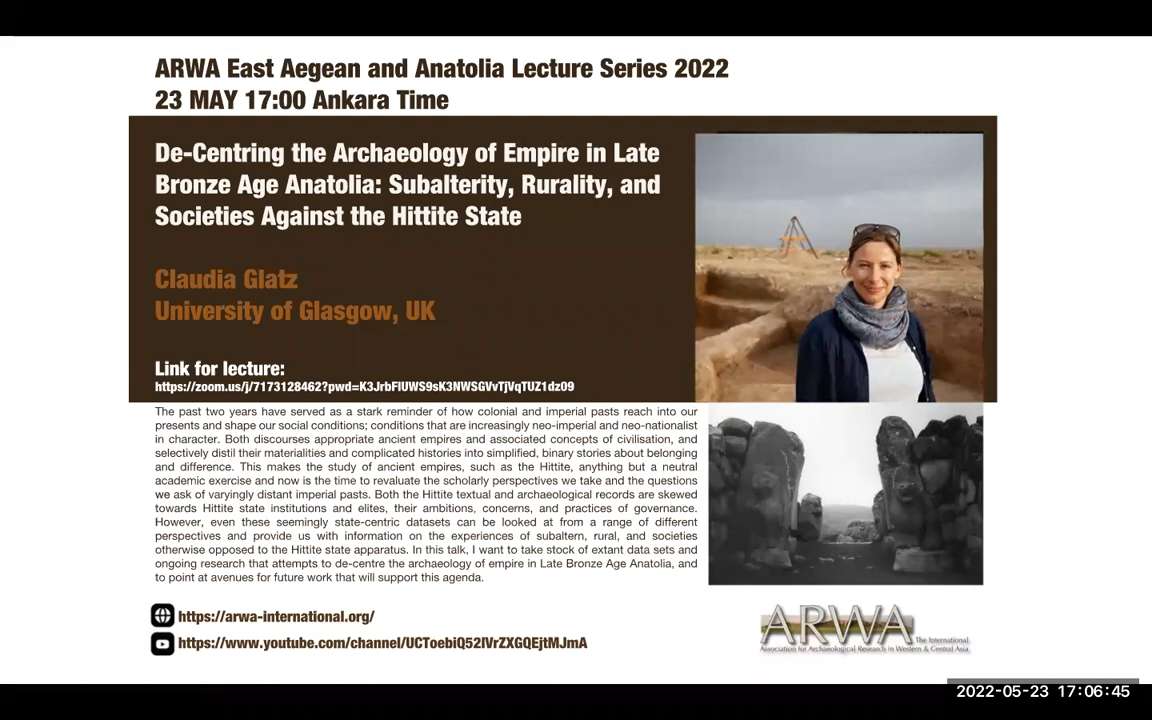 ARWA East Aegean and Anatolia Lecture Series 2022
23 MAY 17:00 Ankara Time
De-Centring the Archaeology of Empire in Late
Bronze Age Anatolia: Subalterity, Rurality, and
Societies Against the Hittite State
Claudia Glatz
University of Glasgow, UK
Link for lecture:
https://zoom.us/j/7173128462?pwd=K3JrbFlUWS9sK3NWSGVvTjVqTUZ1dz09
The past two years have served as a stark reminder of how colonial and imperial pasts reach into our
presents and shape our social conditions; conditions that are increasingly neo-imperial and neo-nationalist
in character. Both discourses appropriate ancient empires and associated concepts of civilisation, and
selectively distil their materialities and complicated histories into simplified, binary stories about belonging
and difference. This makes the study of ancient empires, such as the Hittite, anything but a neutral
academic exercise and now is the time to revaluate the scholarly perspectives we take and the questions
we ask of varyingly distant imperial pasts. Both the Hittite textual and archaeological records are skewed
towards Hittite state institutions and elites, their ambitions, concerns, and practices of governance.
However, even these seemingly state-centric datasets can be looked at from a range of different
perspectives and provide us with information on the experiences of subaltern, rural, and societies
otherwise opposed to the Hittite state apparatus. In this talk, I want to take stock of extant data sets and
ongoing research that attempts to de-centre the archaeology of empire in Late Bronze Age Anatolia, and
to point at avenues for future work that will support this agenda.
https://arwa-international.org/
https://www.youtube.com/channel/UCToebiQ52IVrZXGQEjtMJmA
ARWA
The International
Association for Archaeological Research in Western & Central Asia
2022-05-23 17:06:45